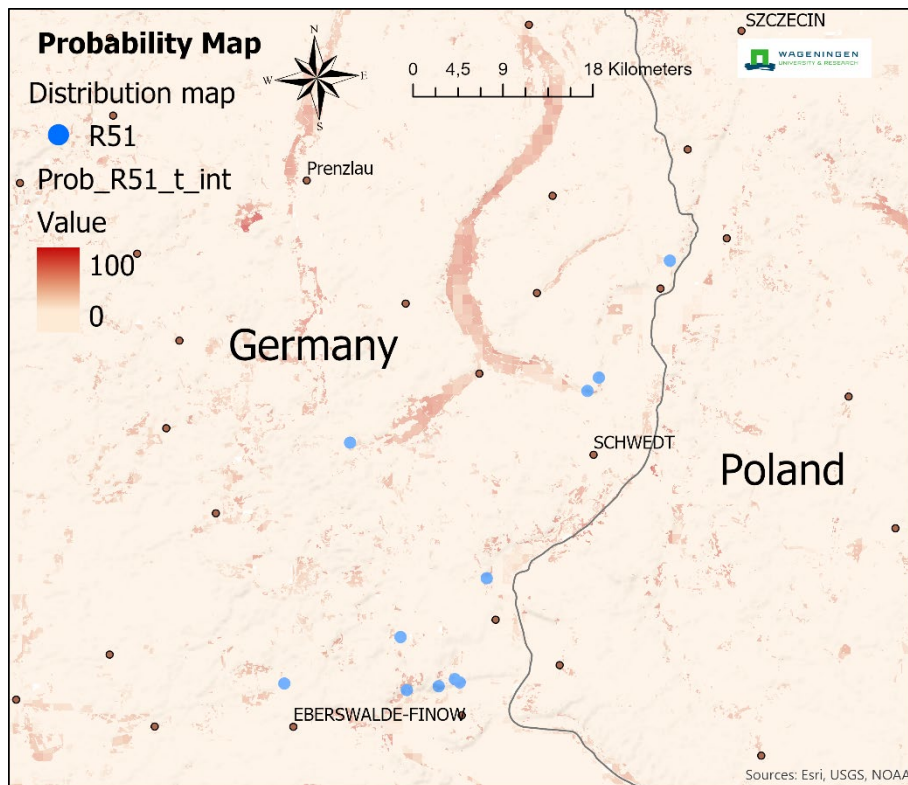 Probability Map
Distribution map
R51
Prob_R51_t_int
Value
100
0
N
W
E
S
0 4,5 9 18 Kilometers
SZCZECIN
WAGENINGEN
UNIVERSITY & RESEARCH
Prenzlau
Germany
SCHWEDT
Poland
EBERSWALDE-FINOW
Sources: Esri, USGS, NOAA